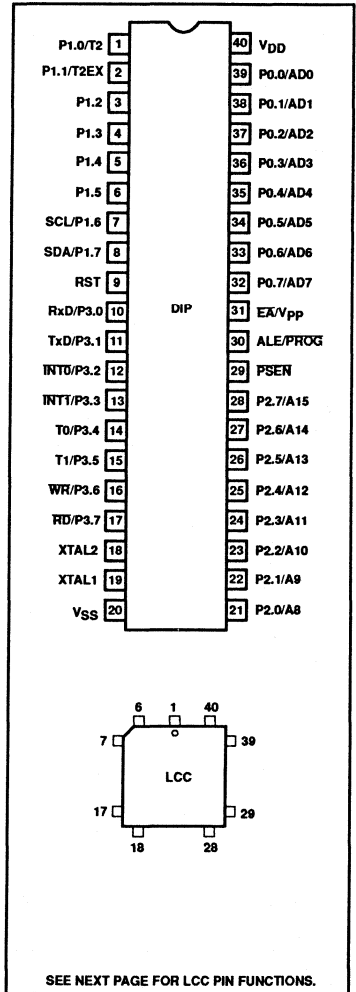 P1.0/T2 1 40 VDD
P1.1/T2EX 2 39 P0.0/AD0
P1.2 3 38 P0.1/AD1
P1.3 4 37 P0.2/AD2
P1.4 5 36 P0.3/AD3
P1.5 6 35 P0.4/AD4
SCL/P1.6 7 34 P0.5/AD5
SDA/P1.7 8 33 P0.6/AD6
RST 9 32 P0.7/AD7
RxD/P3.0 10 DIP 31 E̅A̅/VPP
TxD/P3.1 11 30 ALE/P̅R̅O̅G̅
I̅N̅T̅0̅/P3.2 12 29 P̅S̅E̅N̅
I̅N̅T̅1̅/P3.3 13 28 P2.7/A15
T0/P3.4 14 27 P2.6/A14
T1/P3.5 15 26 P2.5/A13
W̅R̅/P3.6 16 25 P2.4/A12
R̅D̅/P3.7 17 24 P2.3/A11
XTAL2 18 23 P2.2/A10
XTAL1 19 22 P2.1/A9
VSS 20 21 P2.0/A8
6 1 40
7 39
LCC
17 29
18 28
SEE NEXT PAGE FOR LCC PIN FUNCTIONS.